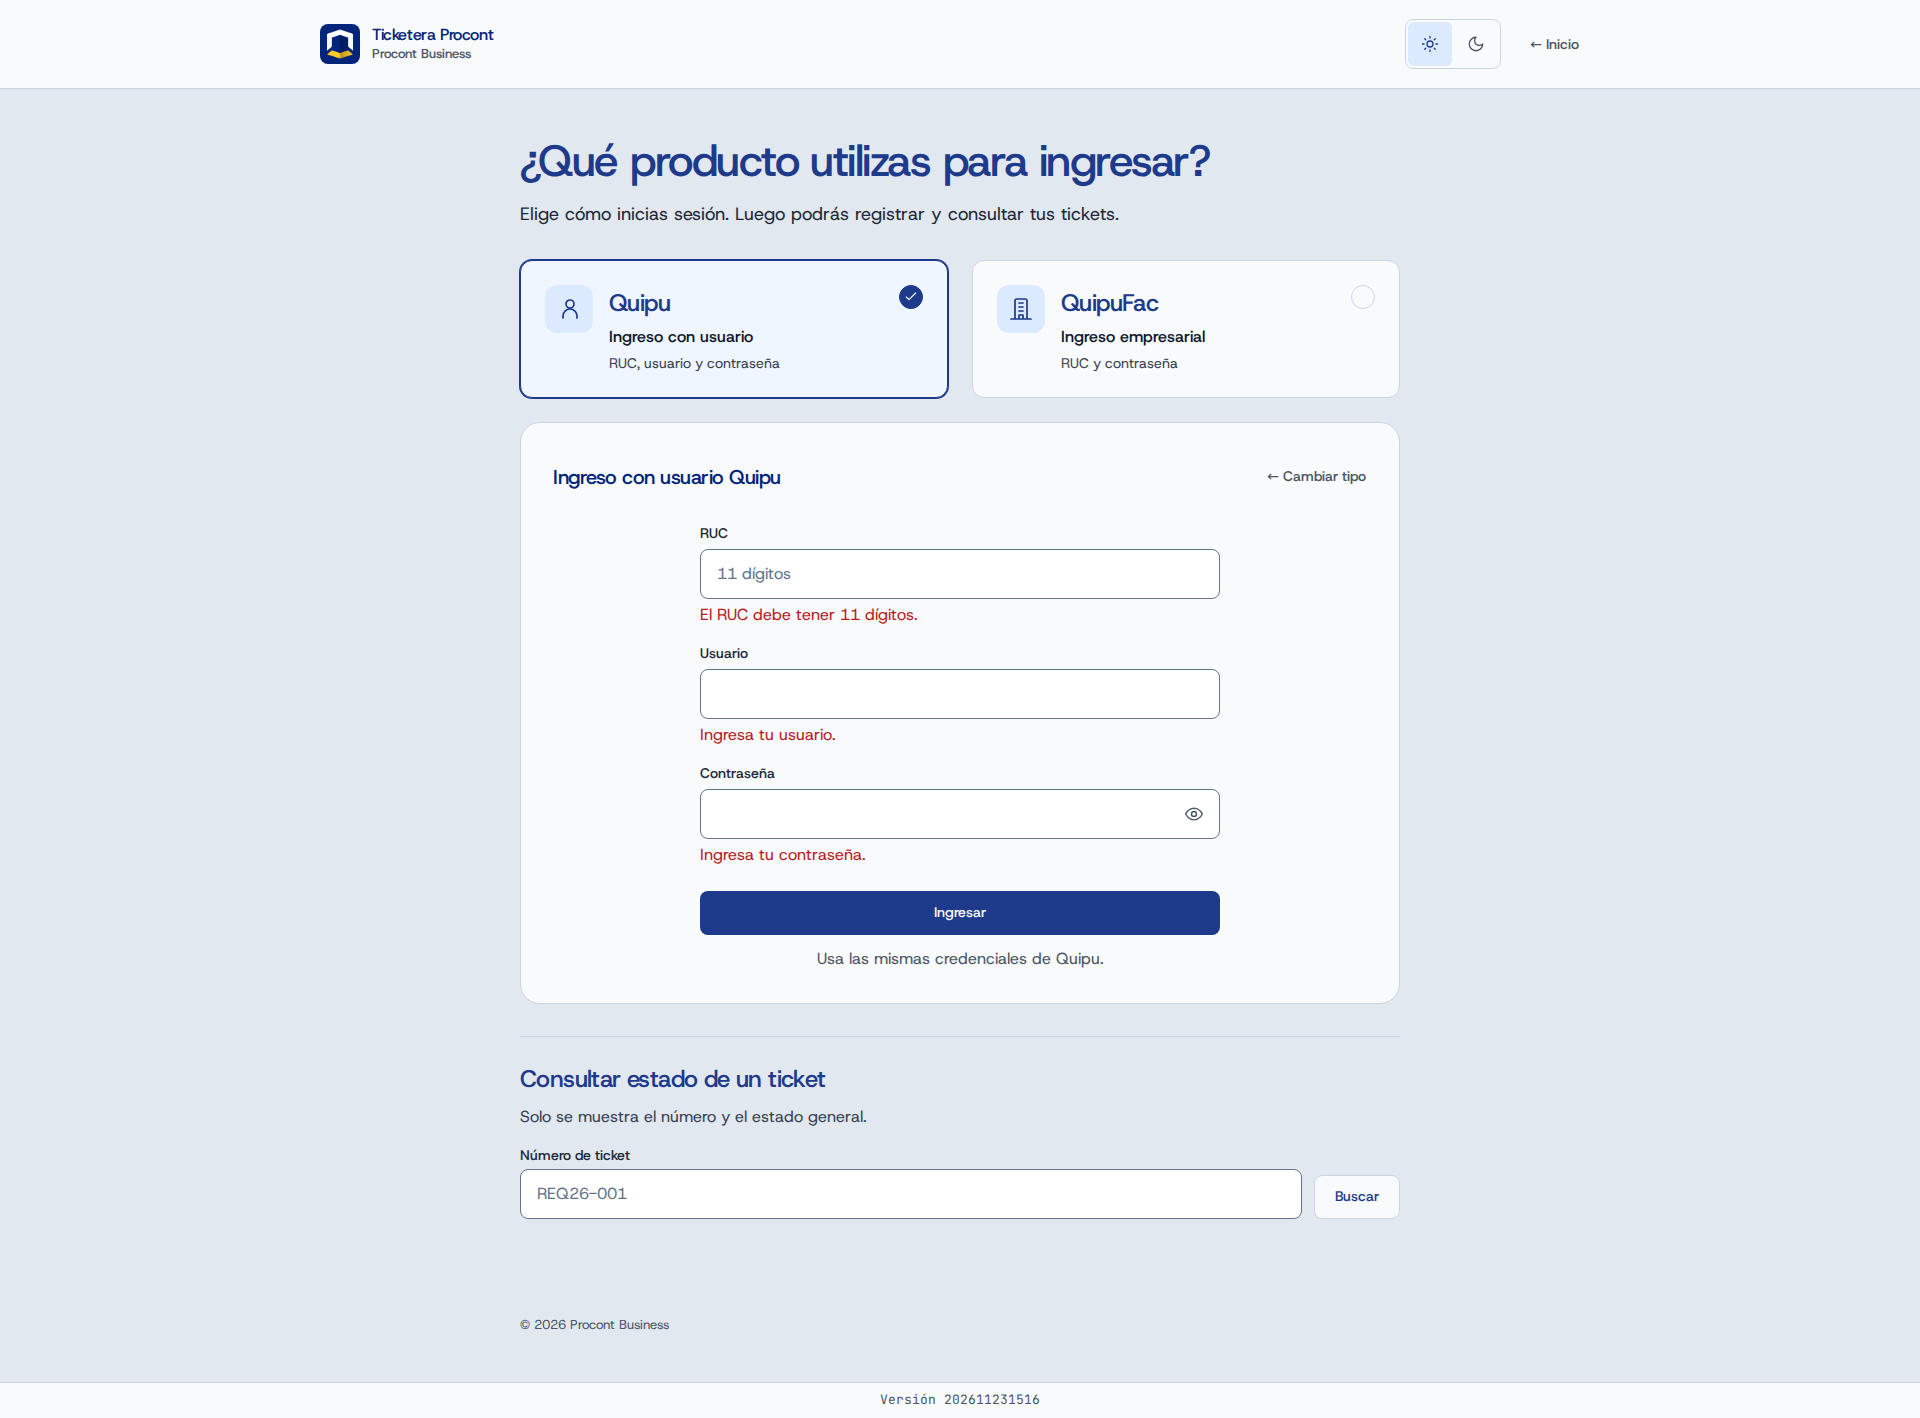 Ticketera Procont
Procont Business
← Inicio
¿Qué producto utilizas para ingresar?
Elige cómo inicias sesión. Luego podrás registrar y consultar tus tickets.
Quipu
Ingreso con usuario
RUC, usuario y contraseña
QuipuFac
Ingreso empresarial
RUC y contraseña
Ingreso con usuario Quipu
← Cambiar tipo
RUC
11 dígitos
El RUC debe tener 11 dígitos.
Usuario
Ingresa tu usuario.
Contraseña
Ingresa tu contraseña.
Ingresar
Usa las mismas credenciales de Quipu.
Consultar estado de un ticket
Solo se muestra el número y el estado general.
Número de ticket
REQ26-001
Buscar
© 2026 Procont Business
Versión 202611231516